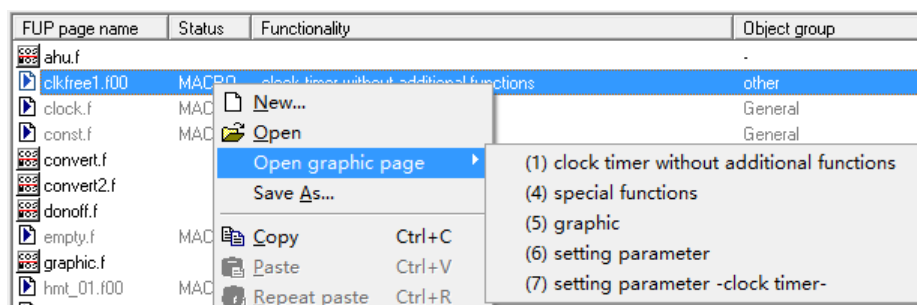 FUP page name Status Functionality Object group
ahu.f -
clkfree1.f00 MACRO clock timer without additional functions other
clock.f MAC General
const.f MAC General
convert.f
convert2.f
donoff.f
empty.f MAC
graphic.f
hmt_01.f00 MAC
New...
Open
Open graphic page
Save As...
Copy Ctrl+C
Paste Ctrl+V
Repeat paste Ctrl+R
(1) clock timer without additional functions
(4) special functions
(5) graphic
(6) setting parameter
(7) setting parameter -clock timer-